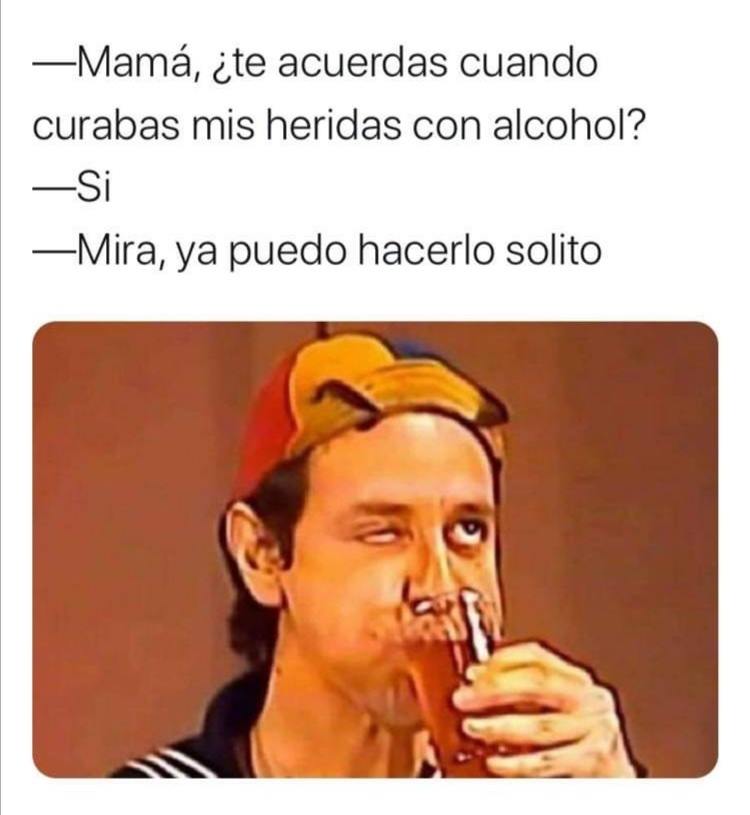 —Mamá, ¿te acuerdas cuando
curabas mis heridas con alcohol?
—Si
—Mira, ya puedo hacerlo solito